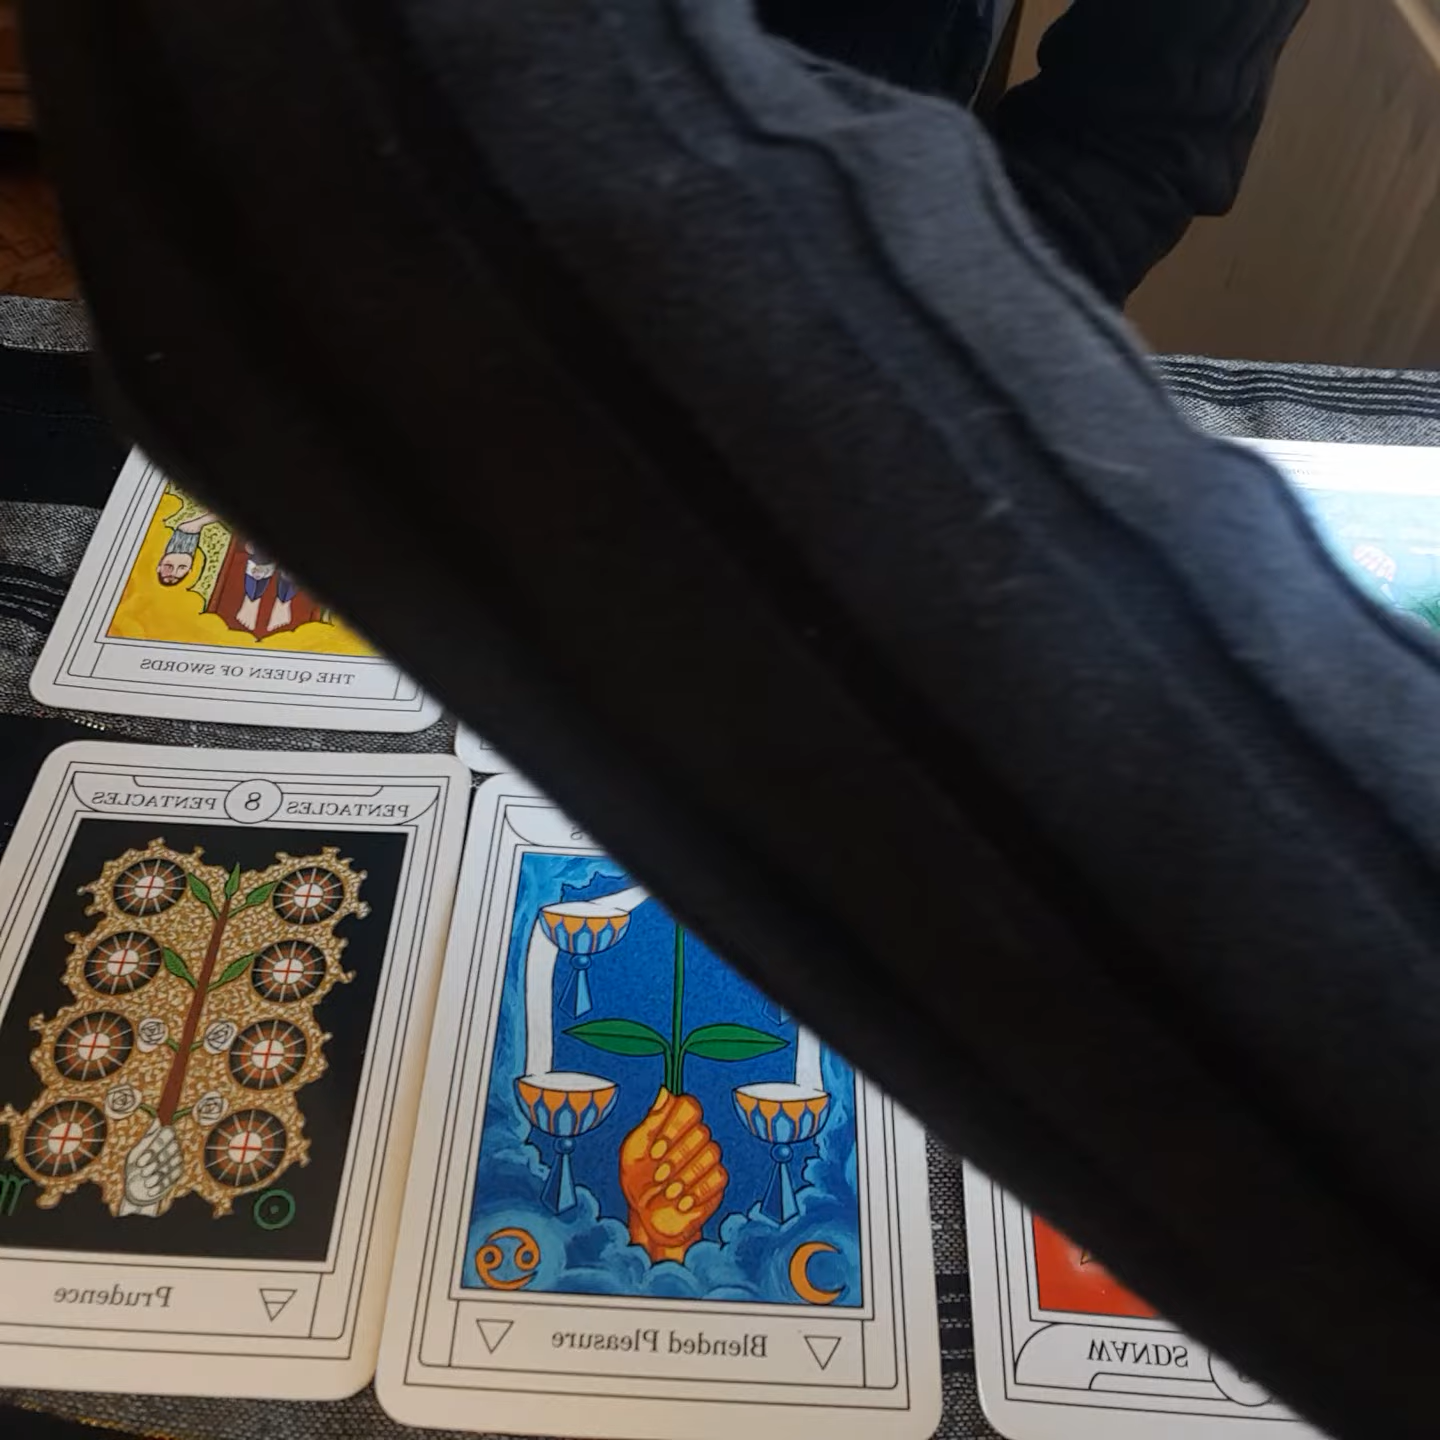 THE QUEEN OF SWORDS
PENTACLES 8 PENTACLES
Prudence
Blended Pleasure
WANDS